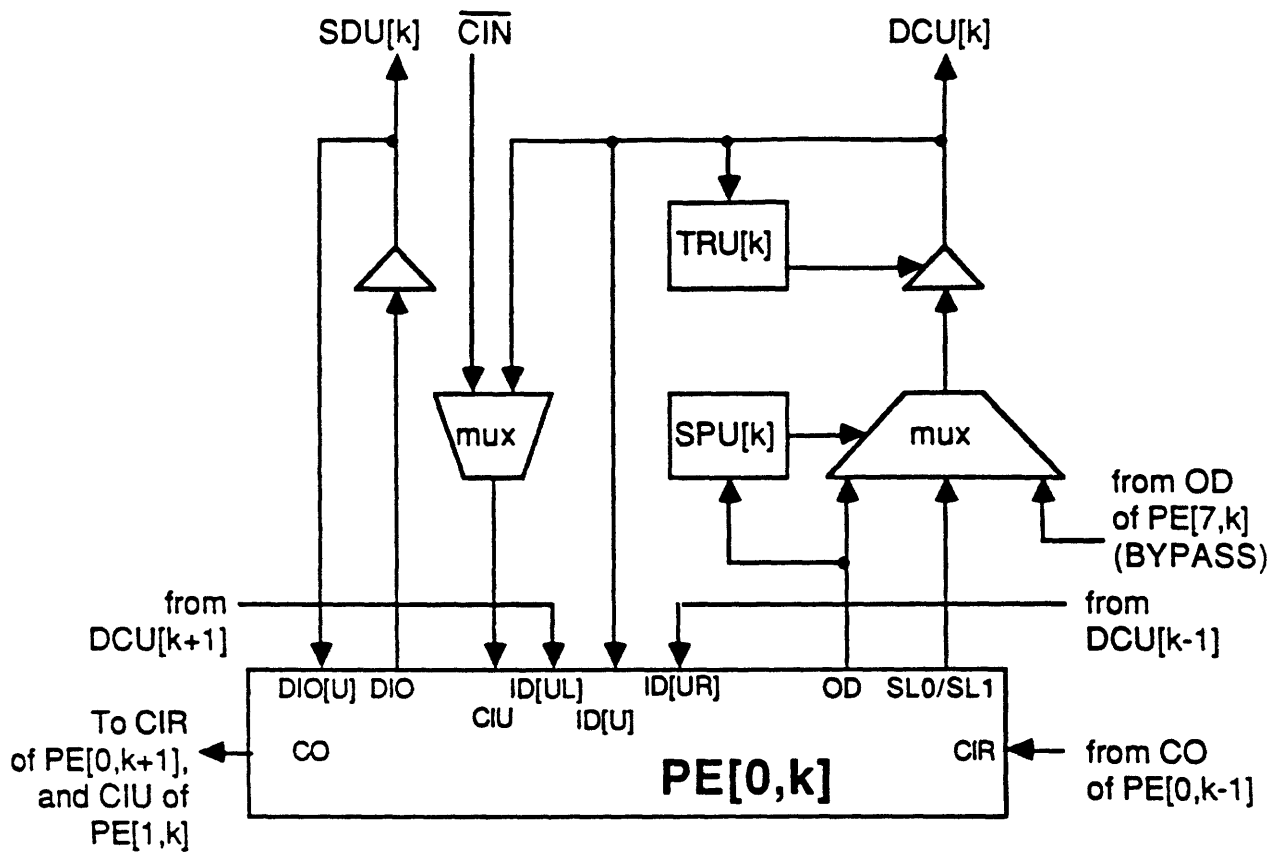 SDU[k]
CIN
DCU[k]
TRU[k]
mux
SPU[k]
mux
from OD
of PE[7,k]
(BYPASS)
from
DCU[k+1]
from
DCU[k-1]
DIO[U]
DIO
CIU
ID[UL]
ID[U]
ID[UR]
OD
SL0/SL1
To CIR
of PE[0,k+1],
and CIU of
PE[1,k]
CO
PE[0,k]
CIR
from CO
of PE[0,k-1]